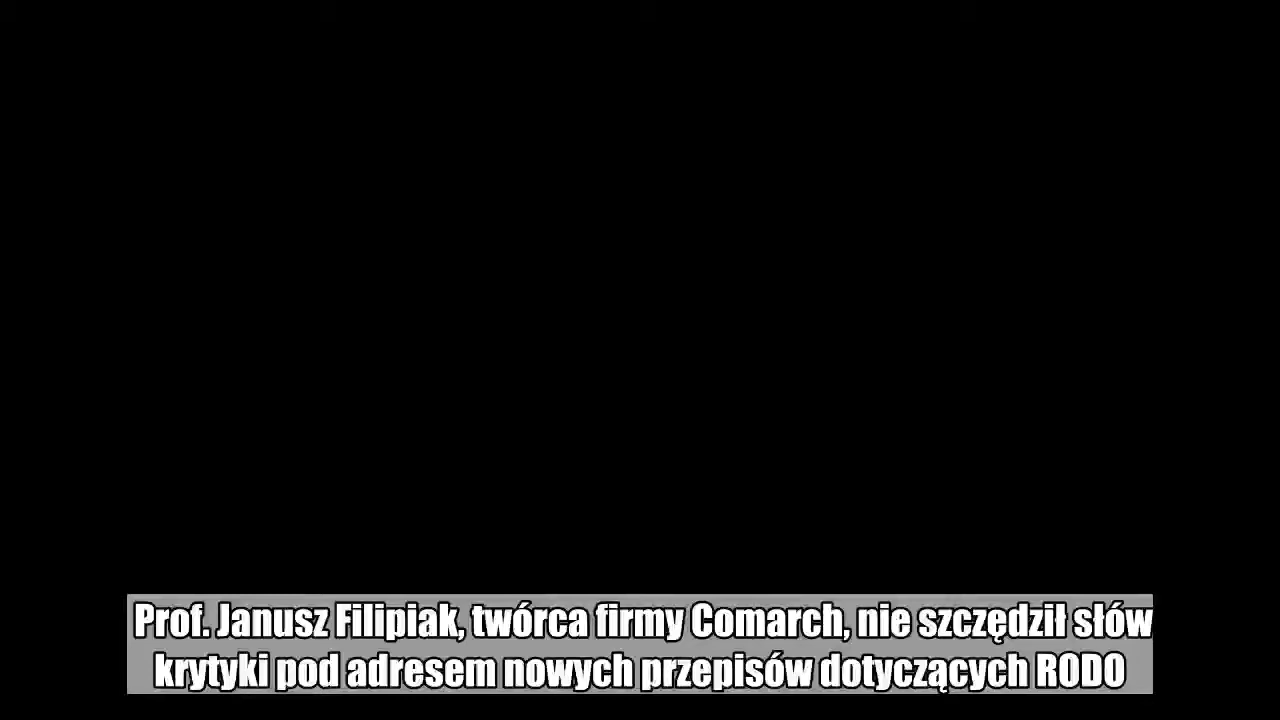 Prof. Janusz Filipiak, twórca firmy Comarch, nie szczędził słów
krytyki pod adresem nowych przepisów dotyczących RODO